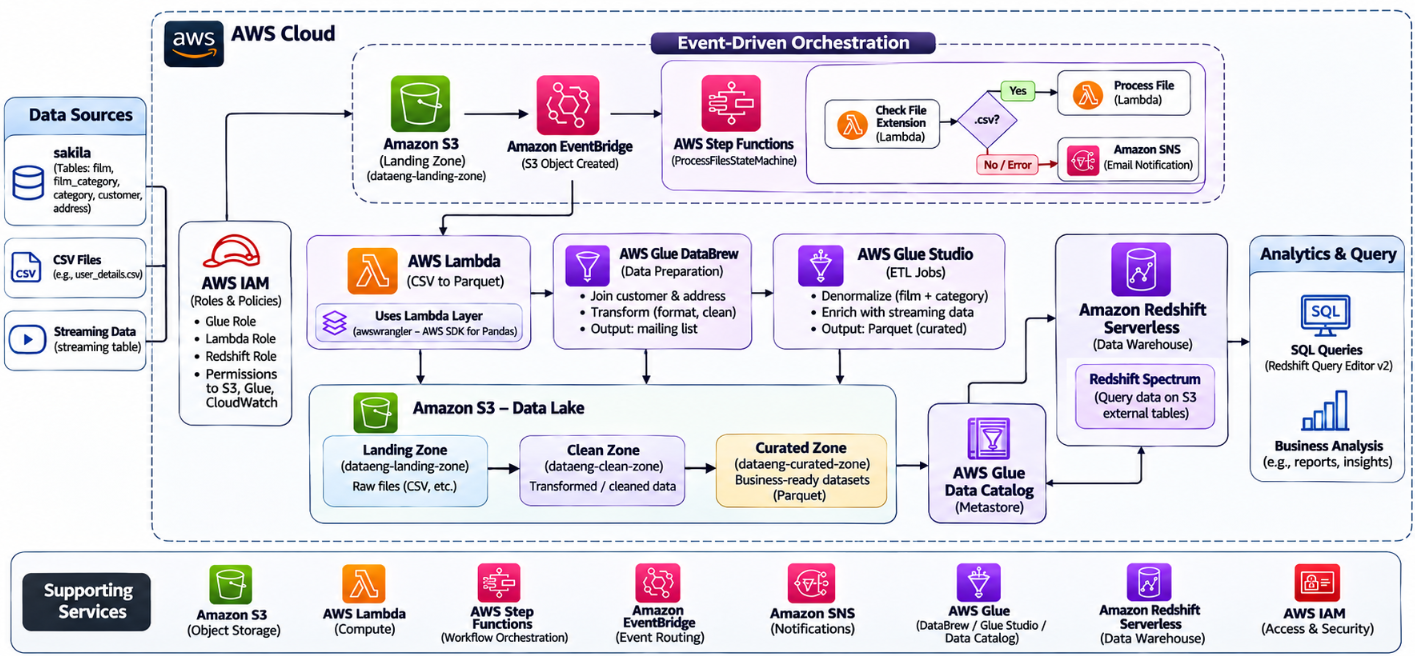 aws
AWS Cloud
Event-Driven Orchestration
Data Sources
sakila
(Tables: film,
film_category,
category, customer,
address)
CSV
CSV Files
(e.g., user_details.csv)
Streaming Data
(streaming table)
AWS IAM
(Roles & Policies)
• Glue Role
• Lambda Role
• Redshift Role
• Permissions
to S3, Glue,
CloudWatch
Amazon S3
(Landing Zone)
(dataeng-landing-zone)
Amazon EventBridge
(S3 Object Created)
AWS Step Functions
(ProcessFilesStateMachine)
Check File
Extension
(Lambda)
.csv?
Yes
Process File
(Lambda)
No / Error
Amazon SNS
(Email Notification)
AWS Lambda
(CSV to Parquet)
Uses Lambda Layer
(awswrangler – AWS SDK for Pandas)
AWS Glue DataBrew
(Data Preparation)
• Join customer & address
• Transform (format, clean)
• Output: mailing list
AWS Glue Studio
(ETL Jobs)
• Denormalize (film + category)
• Enrich with streaming data
• Output: Parquet (curated)
Amazon S3 – Data Lake
Landing Zone
(dataeng-landing-zone)
Raw files (CSV, etc.)
Clean Zone
(dataeng-clean-zone)
Transformed / cleaned data
Curated Zone
(dataeng-curated-zone)
Business-ready datasets
(Parquet)
AWS Glue
Data Catalog
(Metastore)
Amazon Redshift
Serverless
(Data Warehouse)
Redshift Spectrum
(Query data on S3
external tables)
Analytics & Query
SQL
SQL Queries
(Redshift Query Editor v2)
Business Analysis
(e.g., reports, insights)
Supporting
Services
Amazon S3
(Object Storage)
AWS Lambda
(Compute)
AWS Step
Functions
(Workflow Orchestration)
Amazon
EventBridge
(Event Routing)
Amazon SNS
(Notifications)
AWS Glue
(DataBrew / Glue Studio /
Data Catalog)
Amazon Redshift
Serverless
(Data Warehouse)
AWS IAM
(Access & Security)